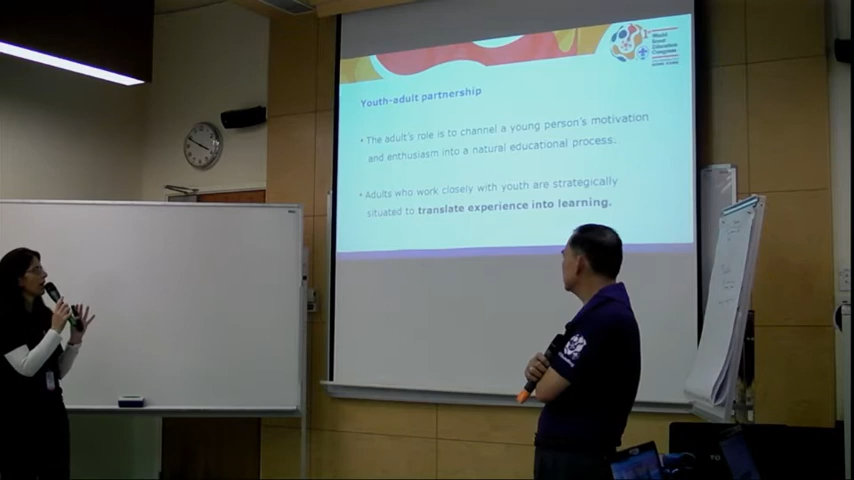 1st
World
Scout
Education
Congress
Youth-adult partnership
• The adult's role is to channel a young person's motivation
and enthusiasm into a natural educational process.
• Adults who work closely with youth are strategically
situated to translate experience into learning.